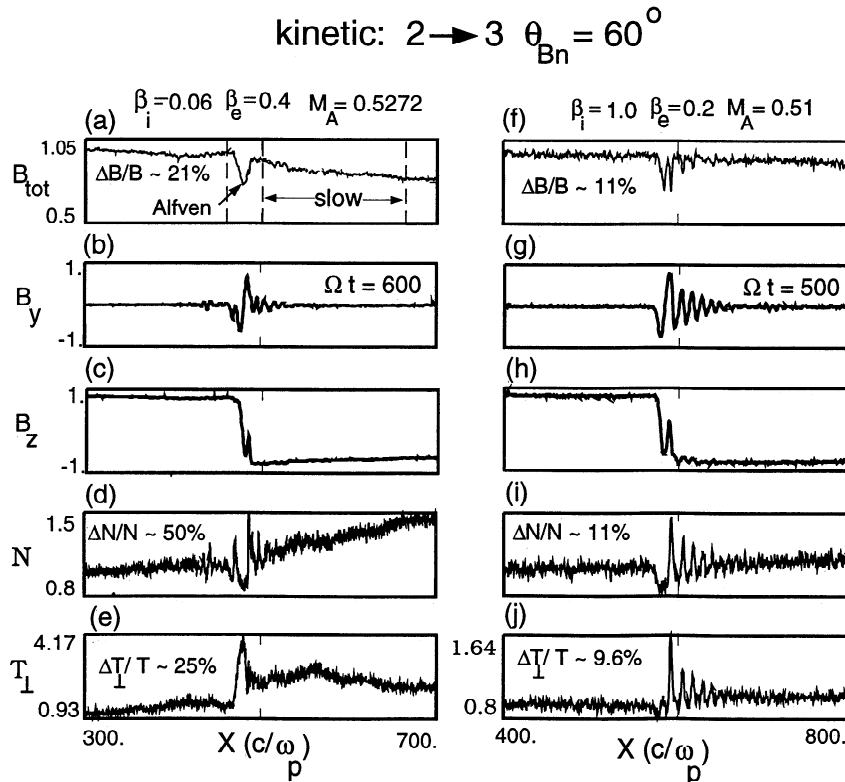 kinetic: 2 → 3 θBn = 60°
βi = 0.06 βe = 0.4 MA = 0.5272
(a)
1.05
Btot
0.5
ΔB/B ~ 21%
Alfven
slow
(b)
1.
By
-1.
Ω t = 600
(c)
1.
Bz
-1
(d)
1.5
N
0.8
ΔN/N ~ 50%
(e)
4.17
T⊥
0.93
ΔT⊥/ T ~ 25%
300.
X (c/ωp)
700.
βi = 1.0 βe = 0.2 MA = 0.51
(f)
ΔB/B ~ 11%
(g)
Ω t = 500
(h)
(i)
ΔN/N ~ 11%
(j)
1.64
0.8
ΔT⊥/ T ~ 9.6%
400.
X (c/ωp)
800.